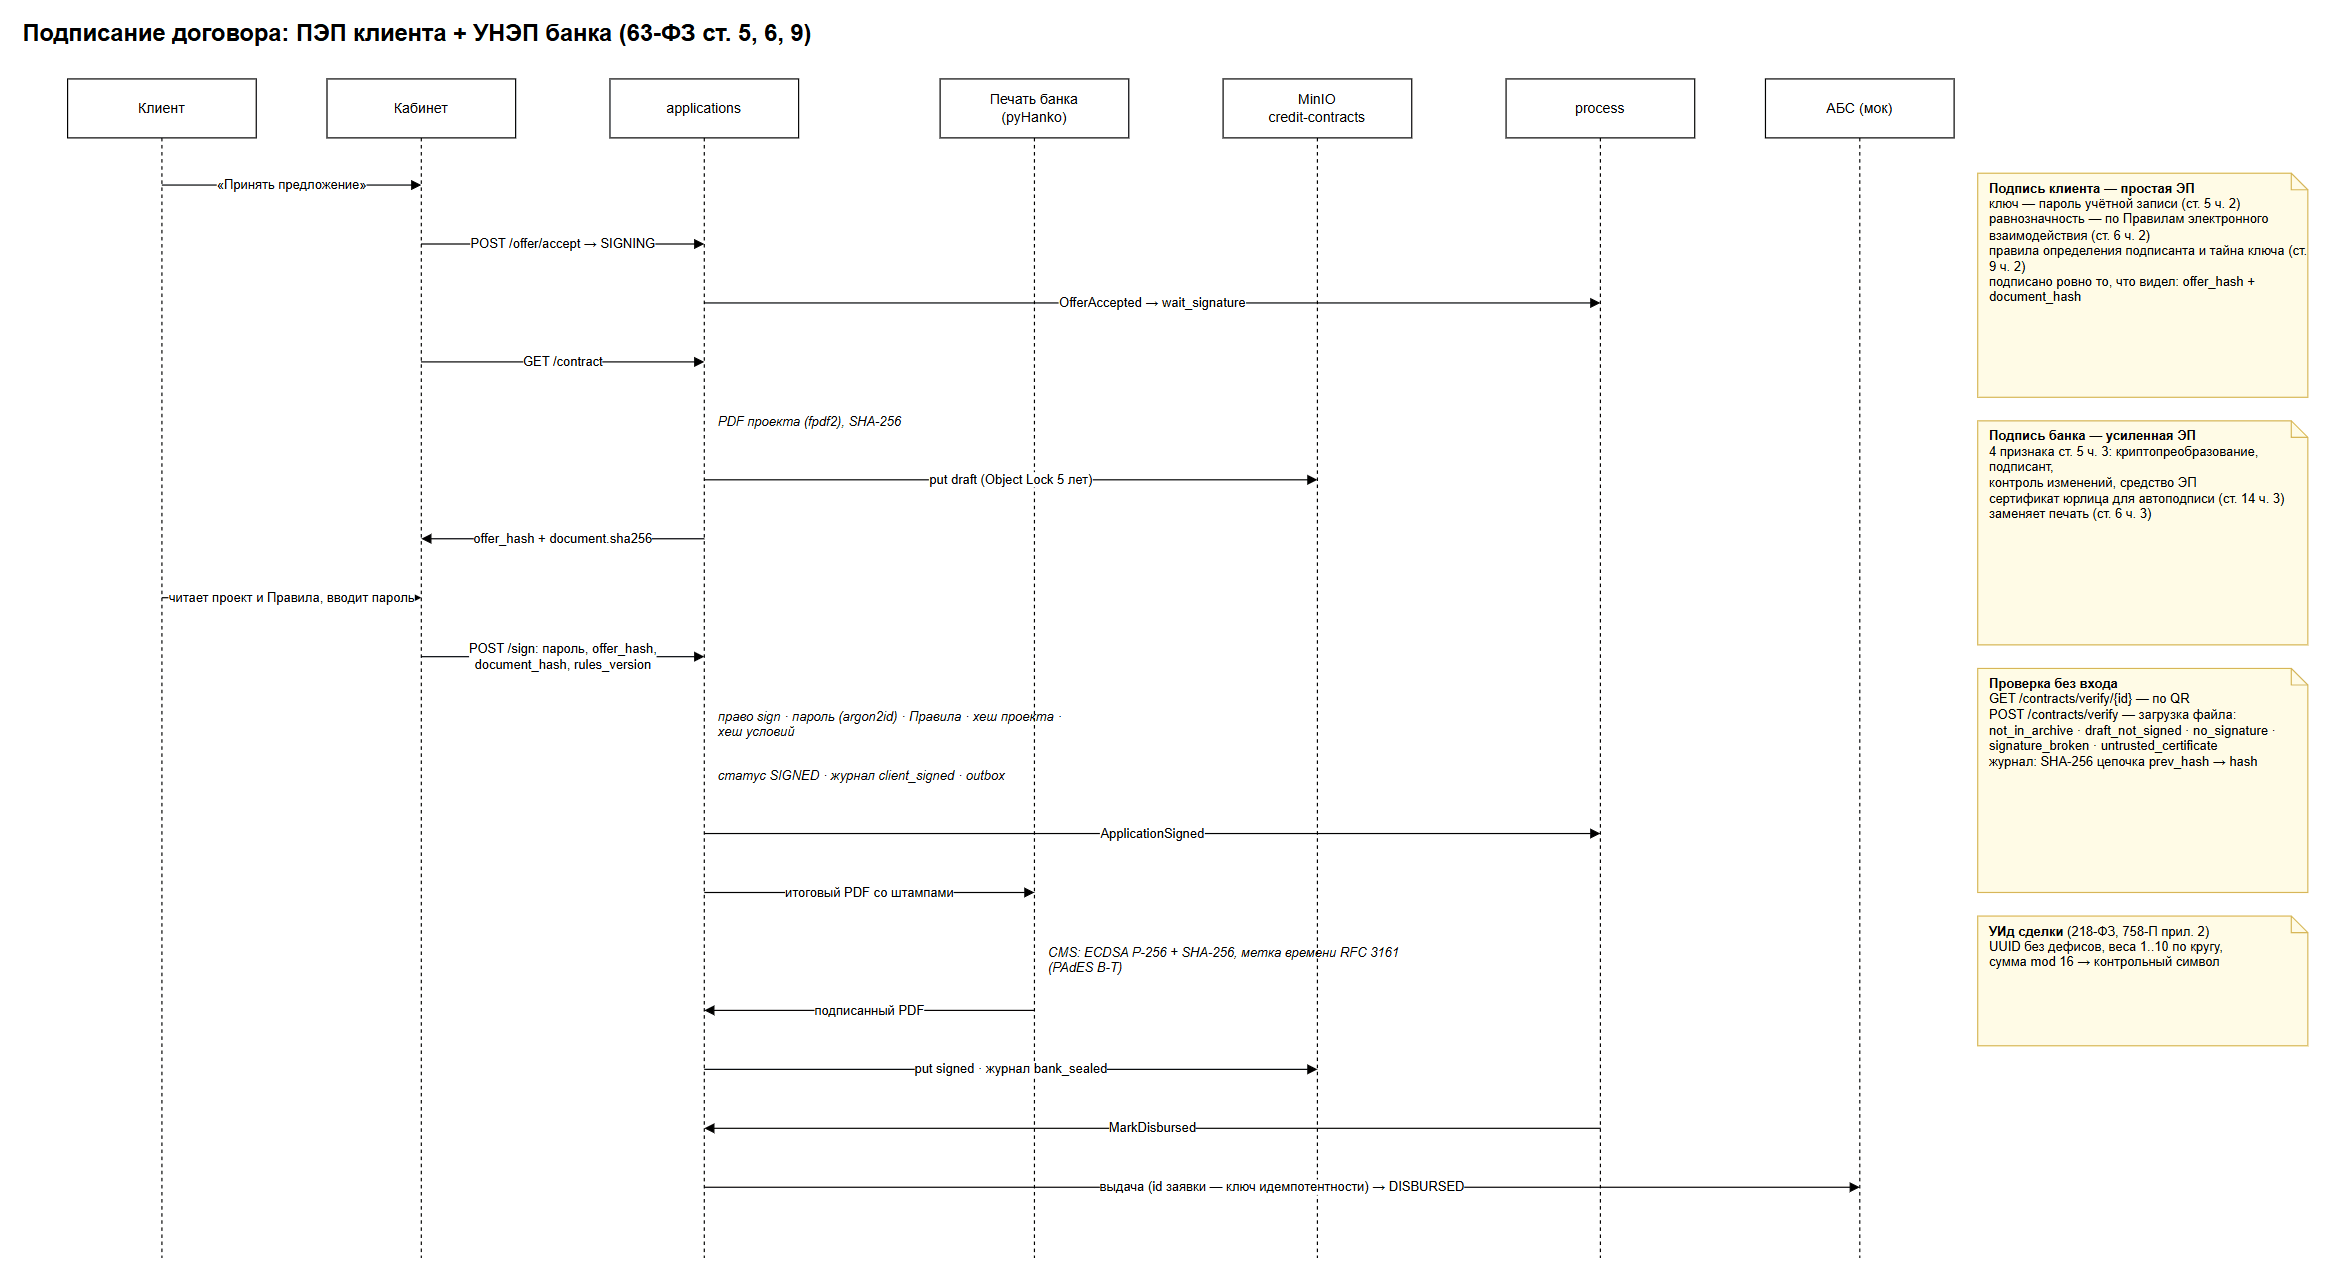 Подписание договора: ПЭП клиента + УНЭП банка (63-ФЗ ст. 5, 6, 9)
Клиент
Кабинет
applications
Печать банка
(pyHanko)
MinIO
credit-contracts
process
АБС (мок)
«Принять предложение»
POST /offer/accept → SIGNING
OfferAccepted → wait_signature
GET /contract
PDF проекта (fpdf2), SHA-256
put draft (Object Lock 5 лет)
offer_hash + document.sha256
читает проект и Правила, вводит пароль
POST /sign: пароль, offer_hash,
document_hash, rules_version
право sign · пароль (argon2id) · Правила · хеш проекта ·
хеш условий
статус SIGNED · журнал client_signed · outbox
ApplicationSigned
итоговый PDF со штампами
CMS: ECDSA P-256 + SHA-256, метка времени RFC 3161
(PAdES B-T)
подписанный PDF
put signed · журнал bank_sealed
MarkDisbursed
выдача (id заявки — ключ идемпотентности) → DISBURSED
Подпись клиента — простая ЭП
ключ — пароль учётной записи (ст. 5 ч. 2)
равнозначность — по Правилам электронного
взаимодействия (ст. 6 ч. 2)
правила определения подписанта и тайна ключа (ст.
9 ч. 2)
подписано ровно то, что видел: offer_hash +
document_hash
Подпись банка — усиленная ЭП
4 признака ст. 5 ч. 3: криптопреобразование,
подписант,
контроль изменений, средство ЭП
сертификат юрлица для автоподписи (ст. 14 ч. 3)
заменяет печать (ст. 6 ч. 3)
Проверка без входа
GET /contracts/verify/{id} — по QR
POST /contracts/verify — загрузка файла:
not_in_archive · draft_not_signed · no_signature ·
signature_broken · untrusted_certificate
журнал: SHA-256 цепочка prev_hash → hash
УИд сделки (218-ФЗ, 758-П прил. 2)
UUID без дефисов, веса 1..10 по кругу,
сумма mod 16 → контрольный символ